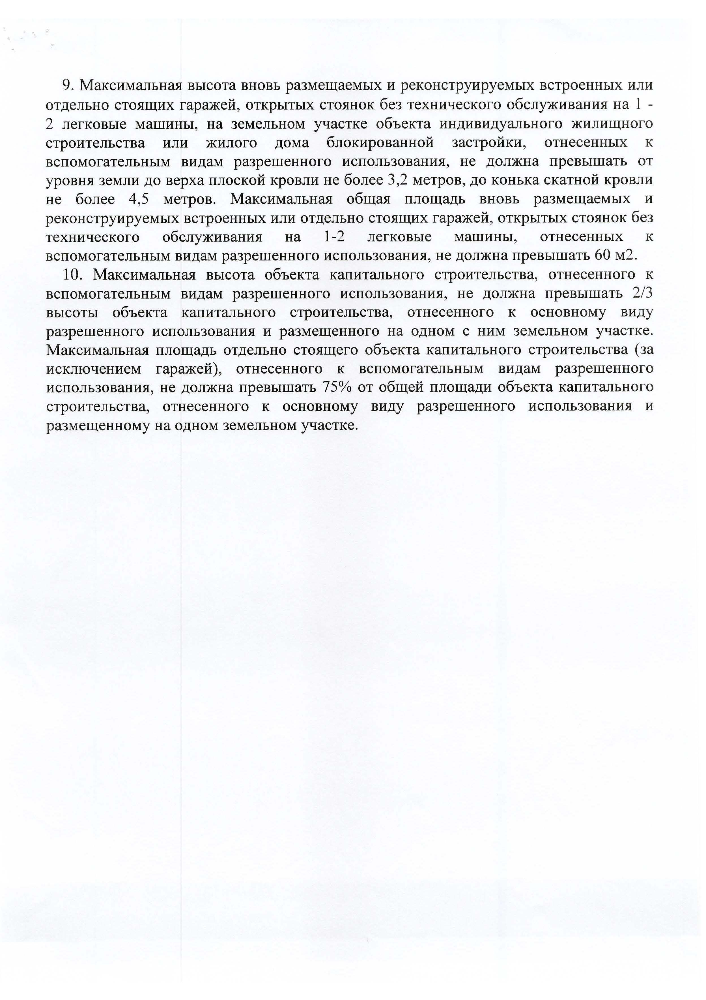 9. Максимальная высота вновь размещаемых и реконструируемых встроенных или
отдельно стоящих гаражей, открытых стоянок без технического обслуживания на 1 -
2 легковые машины, на земельном участке объекта индивидуального жилищного
строительства или жилого дома блокированной застройки, отнесенных к
вспомогательным видам разрешенного использования, не должна превышать от
уровня земли до верха плоской кровли не более 3,2 метров, до конька скатной кровли
не более 4,5 метров. Максимальная общая площадь вновь размещаемых и
реконструируемых встроенных или отдельно стоящих гаражей, открытых стоянок без
технического обслуживания на 1-2 легковые машины, отнесенных к
вспомогательным видам разрешенного использования, не должна превышать 60 м2.
10. Максимальная высота объекта капитального строительства, отнесенного к
вспомогательным видам разрешенного использования, не должна превышать 2/3
высоты объекта капитального строительства, отнесенного к основному виду
разрешенного использования и размещенного на одном с ним земельном участке.
Максимальная площадь отдельно стоящего объекта капитального строительства (за
исключением гаражей), отнесенного к вспомогательным видам разрешенного
использования, не должна превышать 75% от общей площади объекта капитального
строительства, отнесенного к основному виду разрешенного использования и
размещенному на одном земельном участке.